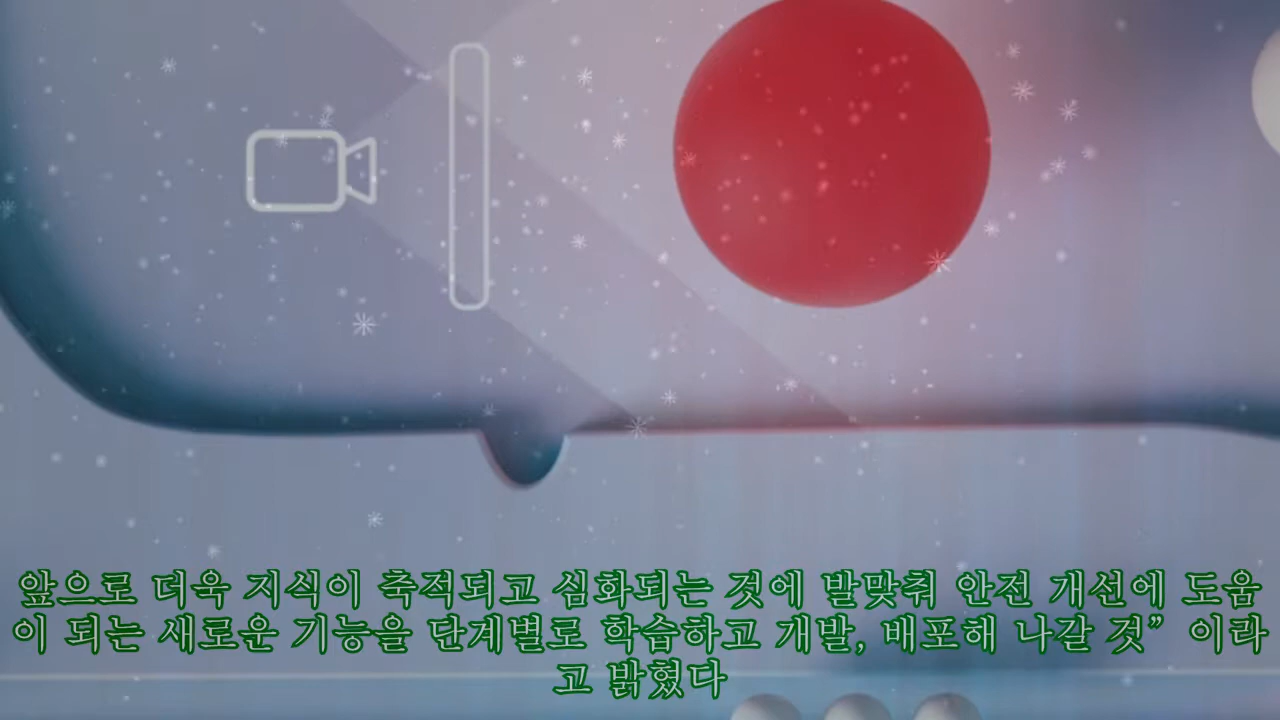 앞으로 더욱 지식이 축적되고 심화되는 것에 발맞춰 안전 개선에 도움
이 되는 새로운 기능을 단계별로 학습하고 개발, 배포해 나갈 것” 이라
고 밝혔다